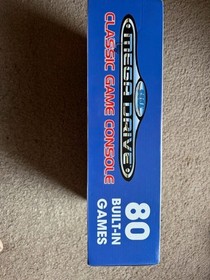 SEGA
MEGA DRIVE
CLASSIC GAME CONSOLE
80
BUILT-IN
GAMES